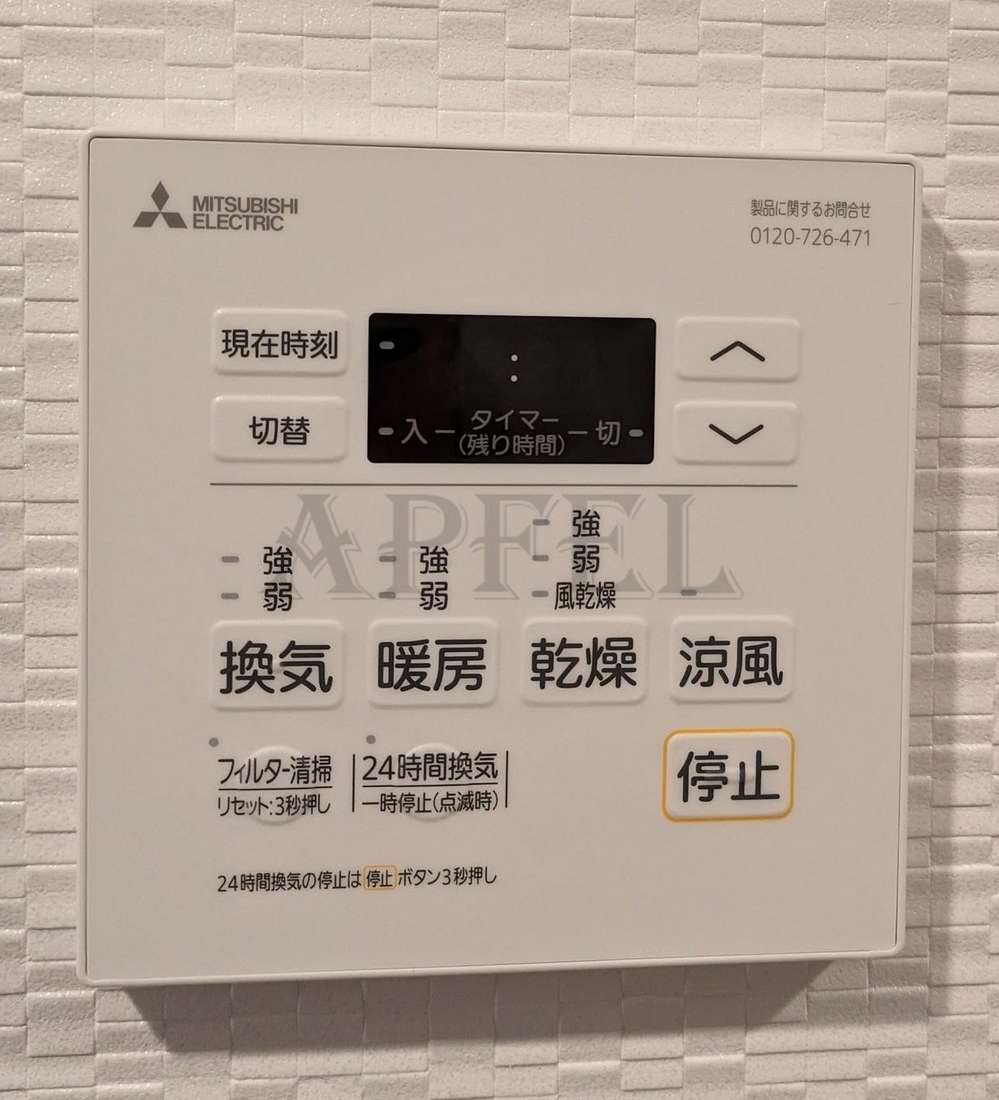 MITSUBISHI
ELECTRIC
製品に関するお問合せ
0120-726-471
現在時刻
切替
:
入 ー タイマー ー 切
(残り時間)
APFEL
強
弱
強
弱
強
弱
風乾燥
換気
暖房
乾燥
涼風
フィルター清掃
リセット:3秒押し
24時間換気
一時停止(点滅時)
停止
24時間換気の停止は 停止 ボタン3秒押し